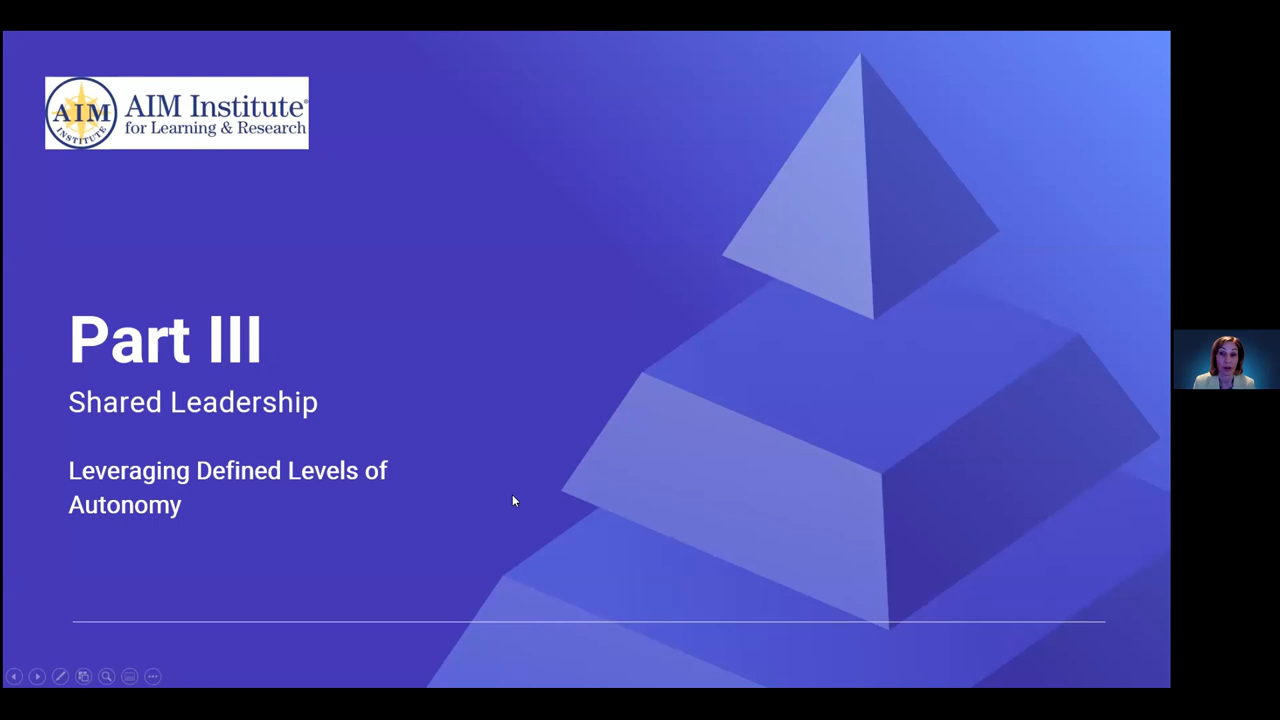 AIM
INSTITUTE
AIM Institute®
for Learning & Research
Part III
Shared Leadership
Leveraging Defined Levels of
Autonomy